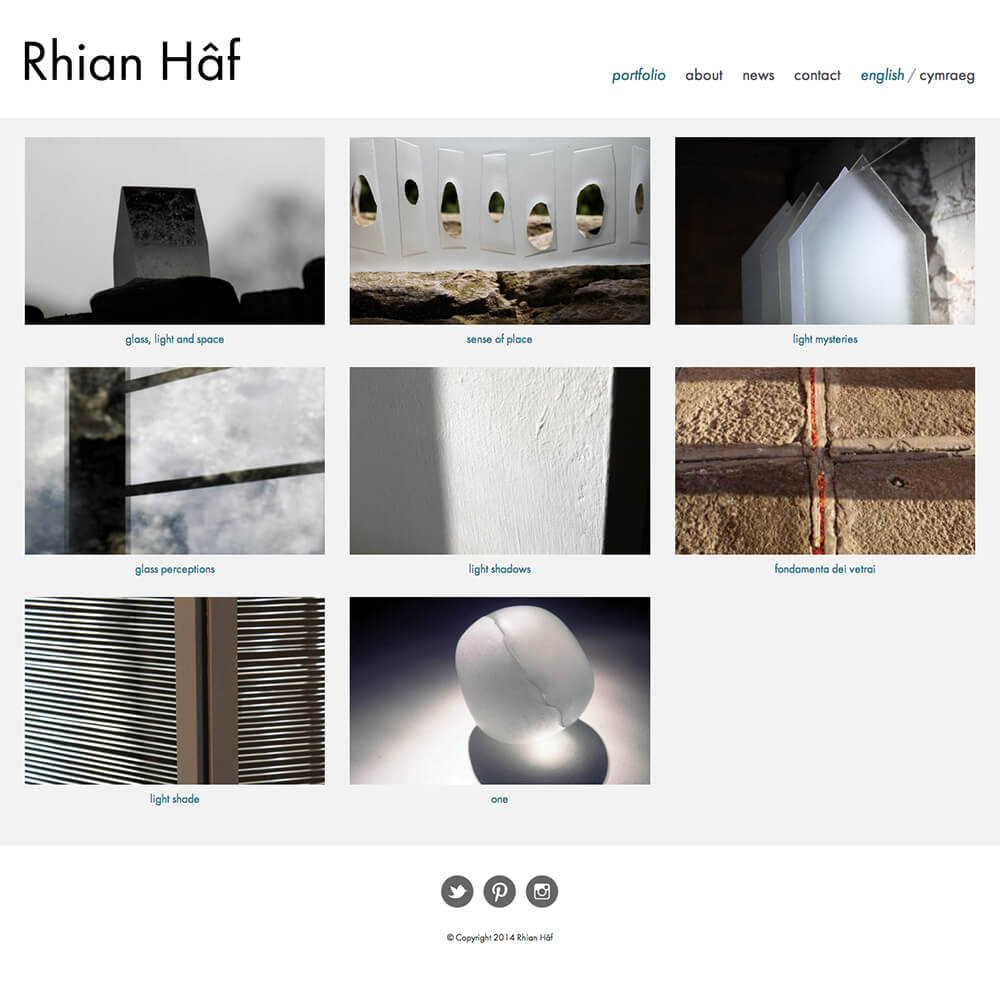 Rhian Hâf
portfolio about news contact english / cymraeg
glass, light and space
sense of place
light mysteries
glass perceptions
light shadows
fondamenta dei vetrai
light shade
one
© Copyright 2014 Rhian Hâf